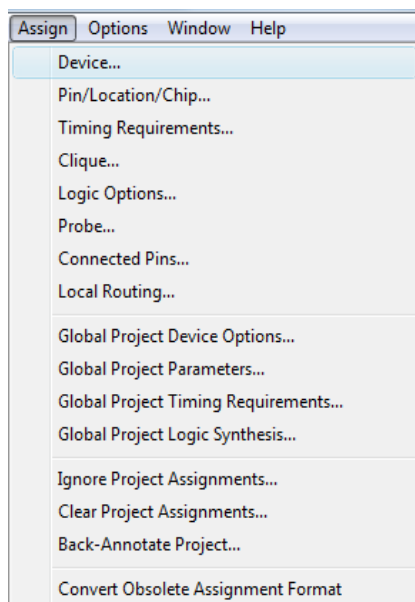 Assign Options Window Help
Device...
Pin/Location/Chip...
Timing Requirements...
Clique...
Logic Options...
Probe...
Connected Pins...
Local Routing...
Global Project Device Options...
Global Project Parameters...
Global Project Timing Requirements...
Global Project Logic Synthesis...
Ignore Project Assignments...
Clear Project Assignments...
Back-Annotate Project...
Convert Obsolete Assignment Format